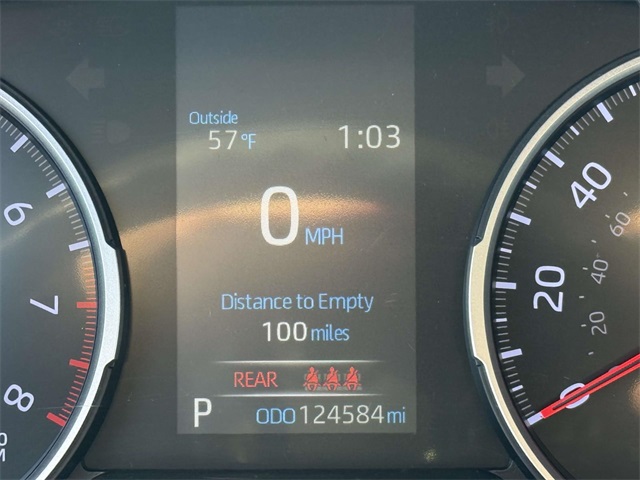 Outside
57°F 1:03
0 MPH
Distance to Empty
100 miles
REAR
P ODO 124584 mi
6
7
8
0
20
40
20
40
60